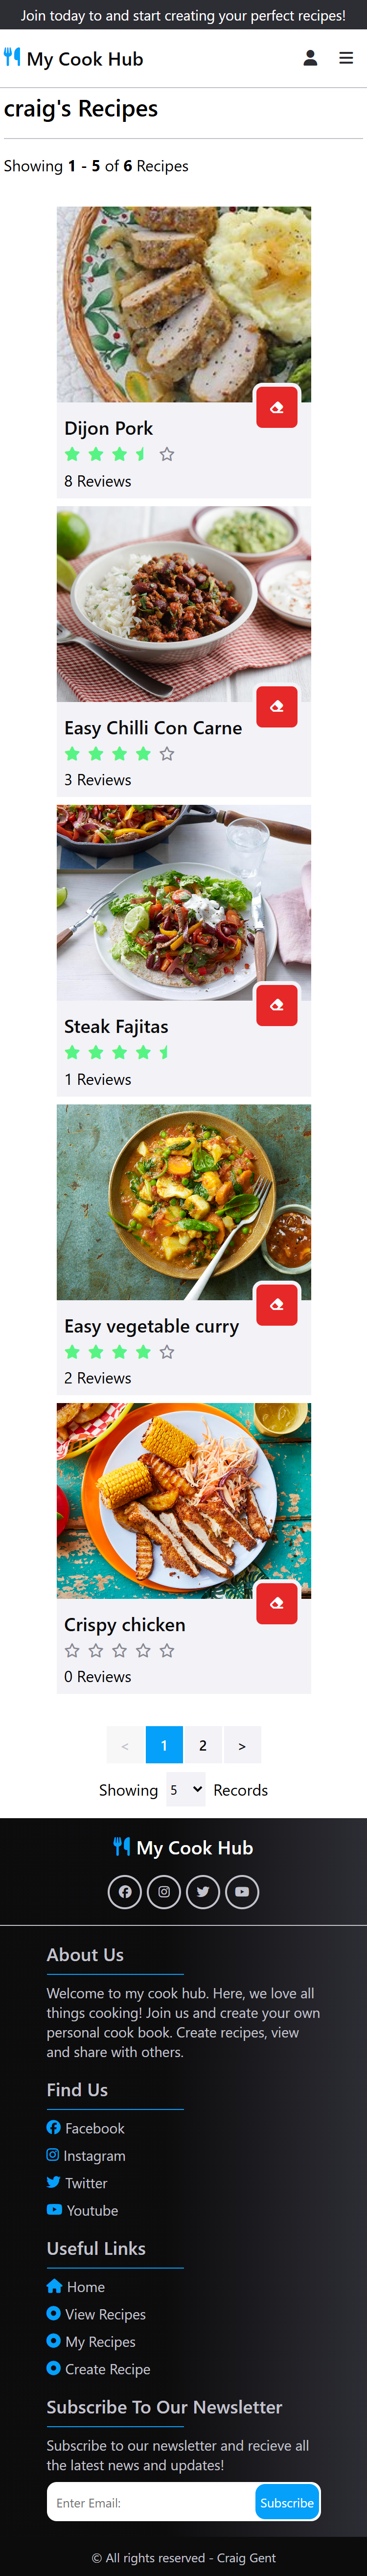 Join today to and start creating your perfect recipes!
My Cook Hub
craig's Recipes
Showing 1 - 5 of 6 Recipes
Dijon Pork
8 Reviews
Easy Chilli Con Carne
3 Reviews
Steak Fajitas
1 Reviews
Easy vegetable curry
2 Reviews
Crispy chicken
0 Reviews
< 1 2 >
Showing 5 Records
My Cook Hub
About Us
Welcome to my cook hub. Here, we love all
things cooking! Join us and create your own
personal cook book. Create recipes, view
and share with others.
Find Us
Facebook
Instagram
Twitter
Youtube
Useful Links
Home
View Recipes
My Recipes
Create Recipe
Subscribe To Our Newsletter
Subscribe to our newsletter and recieve all
the latest news and updates!
Enter Email: Subscribe
© All rights reserved - Craig Gent